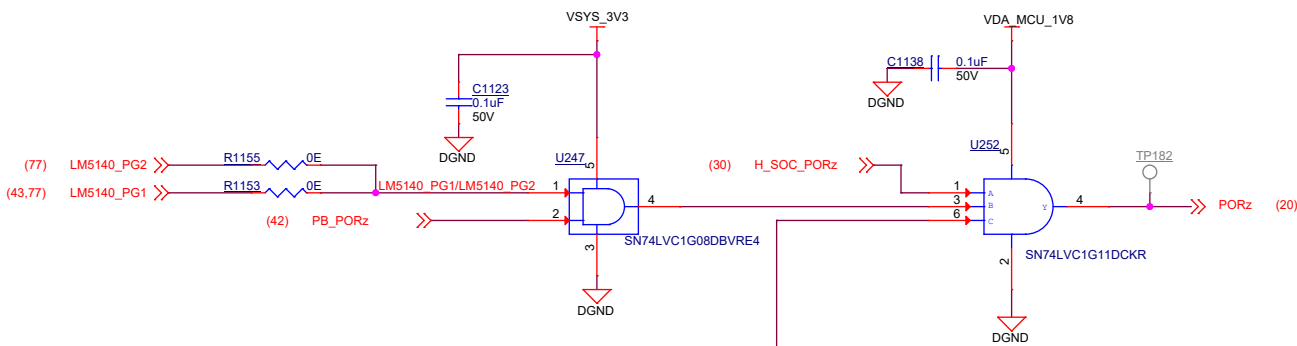 VSYS_3V3
VDA_MCU_1V8
C1123
0.1uF
50V
DGND
C1138
0.1uF
50V
DGND
(77) LM5140_PG2
R1155 0E
(43,77) LM5140_PG1
R1153 0E
LM5140_PG1/LM5140_PG2
(42) PB_PORz
U247
5
1
2
4
3
SN74LVC1G08DBVRE4
DGND
(30) H_SOC_PORz
U252
5
1
3
6
A
B
C
Y
4
2
SN74LVC1G11DCKR
DGND
TP182
PORz (20)